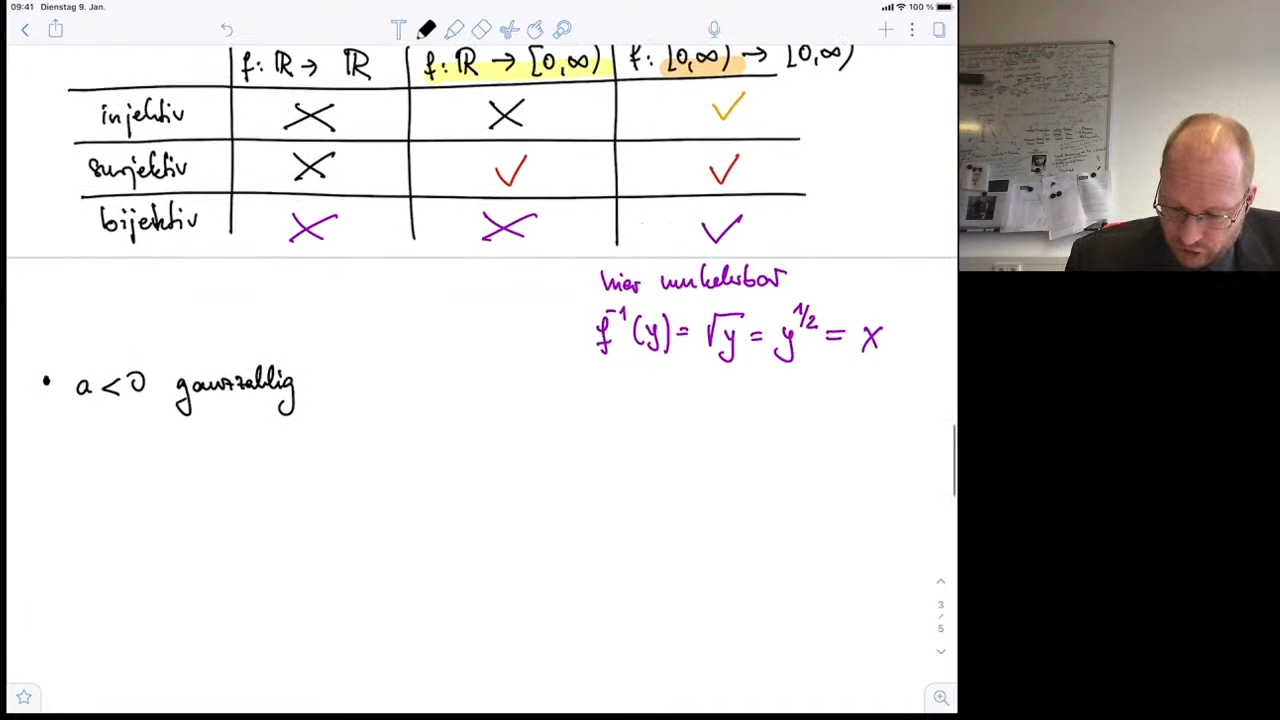 09:41 Dienstag 9. Jan.
100 %
f: ℝ → ℝ
f: ℝ → [0,∞)
f: [0,∞) → [0,∞)
injektiv × × ✓
surjektiv × ✓ ✓
bijektiv × × ✓
hier umkehrbar
f⁻¹(y) = √y = y^1/2 = x
• a < 0 ganzzahlig
3
/
5